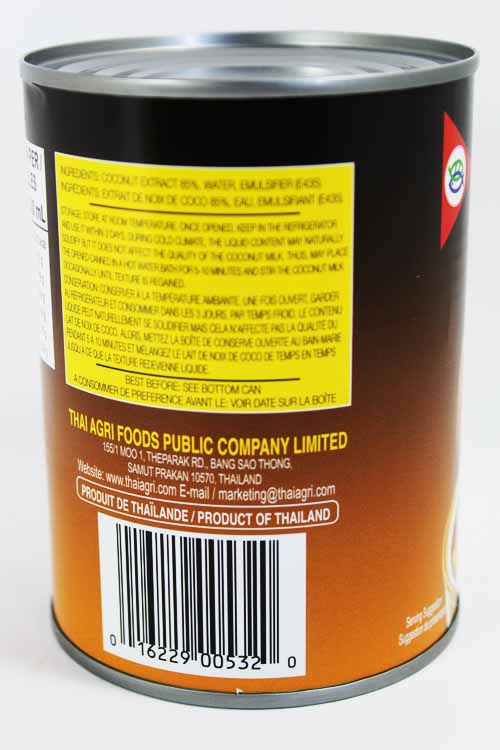 INGREDIENTS: COCONUT EXTRACT 85%, WATER, EMULSIFIER (E435)
INGRÉDIENTS: EXTRAIT DE NOIX DE COCO 85%, EAU, EMULSIFIANT (E435)
STORAGE: STORE AT ROOM TEMPERATURE. ONCE OPENED, KEEP IN THE REFRIGERATOR
AND USE IT WITHIN 3 DAYS. DURING COLD CLIMATE, THE LIQUID CONTENT MAY NATURALLY
SOLIDIFY BUT IT DOES NOT AFFECT THE QUALITY OF THE COCONUT MILK. THUS, MAY PLACE
THE OPENED CANNED IN A HOT WATER BATH FOR 5-10 MINUTES AND STIR THE COCONUT MILK
OCCASIONALLY UNTIL TEXTURE IS REGAINED.
CONSERVATION: CONSERVER À LA TEMPÉRATURE AMBIANTE. UNE FOIS OUVERT, GARDER
AU RÉFRIGÉRATEUR ET CONSOMMER DANS LES 3 JOURS. PAR TEMPS FROID, LE CONTENU
LIQUIDE PEUT NATURELLEMENT SE SOLIDIFIER MAIS CELA N'AFFECTE PAS LA QUALITÉ DU
LAIT DE NOIX DE COCO. ALORS, METTEZ LA BOÎTE DE CONSERVE OUVERTE AU BAIN-MARIE
PENDANT 5 À 10 MINUTES ET MÉLANGEZ LE LAIT DE NOIX DE COCO DE TEMPS EN TEMPS
JUSQU'À CE QUE LA TEXTURE REDEVIENNE LIQUIDE.
BEST BEFORE: SEE BOTTOM CAN
A CONSOMMER DE PREFERENCE AVANT LE: VOIR DATE SUR LA BOÎTE
THAI AGRI FOODS PUBLIC COMPANY LIMITED
155/1 MOO 1, THEPARAK RD., BANG SAO THONG,
SAMUT PRAKAN 10570, THAILAND
Website: www.thaiagri.com E-mail / marketing@thaiagri.com
PRODUIT DE THAÏLANDE / PRODUCT OF THAILAND
0 16229 00532 0
Serving Suggestion
Suggestion de